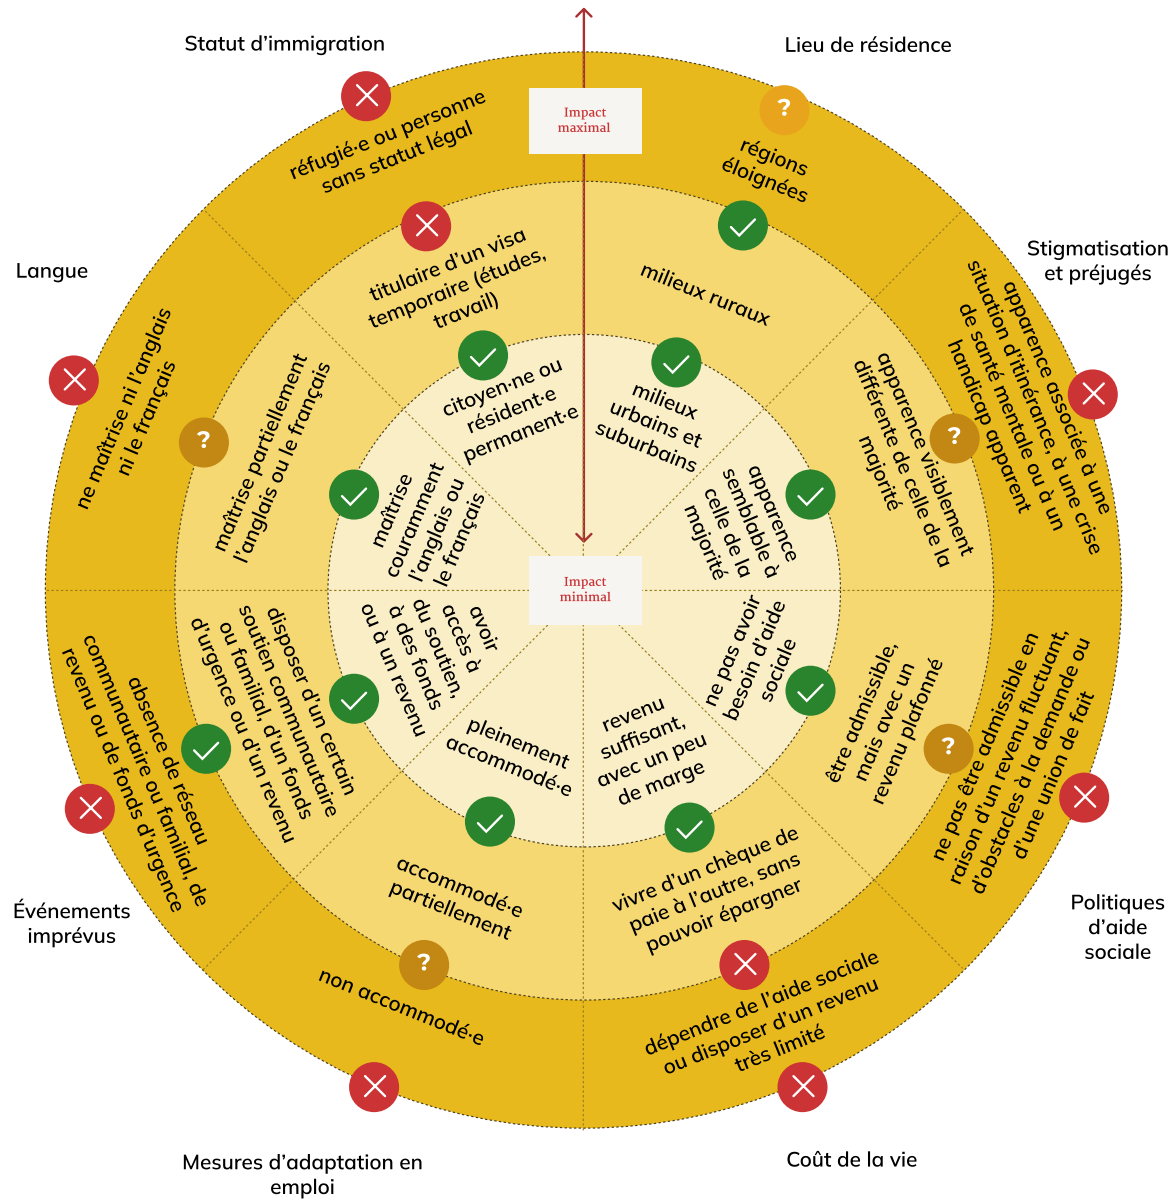 Statut d'immigration
réfugié·e ou personne
sans statut légal
titulaire d'un visa
temporaire (études,
travail)
citoyen·ne ou
résident·e
permanent·e
Impact
maximal
Impact
minimal
Lieu de résidence
régions
éloignées
milieux ruraux
milieux
urbains et
suburbains
Stigmatisation
et préjugés
apparence associée à une
situation d'itinérance, à une crise
de santé mentale ou à un
handicap apparent
apparence visiblement
différente de celle de la
majorité
apparence
semblable à
celle de la
majorité
Politiques
d'aide
sociale
ne pas être admissible en
raison d'un revenu fluctuant,
d'obstacles à la demande ou
d'une union de fait
être admissible,
mais avec un
revenu plafonné
ne pas avoir
besoin d'aide
sociale
Coût de la vie
dépendre de l'aide sociale
ou disposer d'un revenu
très limité
vivre d'un chèque de
paie à l'autre, sans
pouvoir épargner
revenu
suffisant,
avec un peu
de marge
Mesures d'adaptation en
emploi
non accommodé·e
accommodé·e
partiellement
pleinement
accommodé·e
Événements
imprévus
absence de réseau
communautaire ou familial, de
revenu ou de fonds d'urgence
disposer d'un certain
soutien communautaire
ou familial, d'un fonds
d'urgence ou d'un revenu
avoir
accès à
du soutien,
à des fonds
ou à un revenu
Langue
ne maîtrise ni l'anglais
ni le français
maîtrise partiellement
l'anglais ou le français
maîtrise
couramment
l'anglais ou
le français
?
?
?
?
?